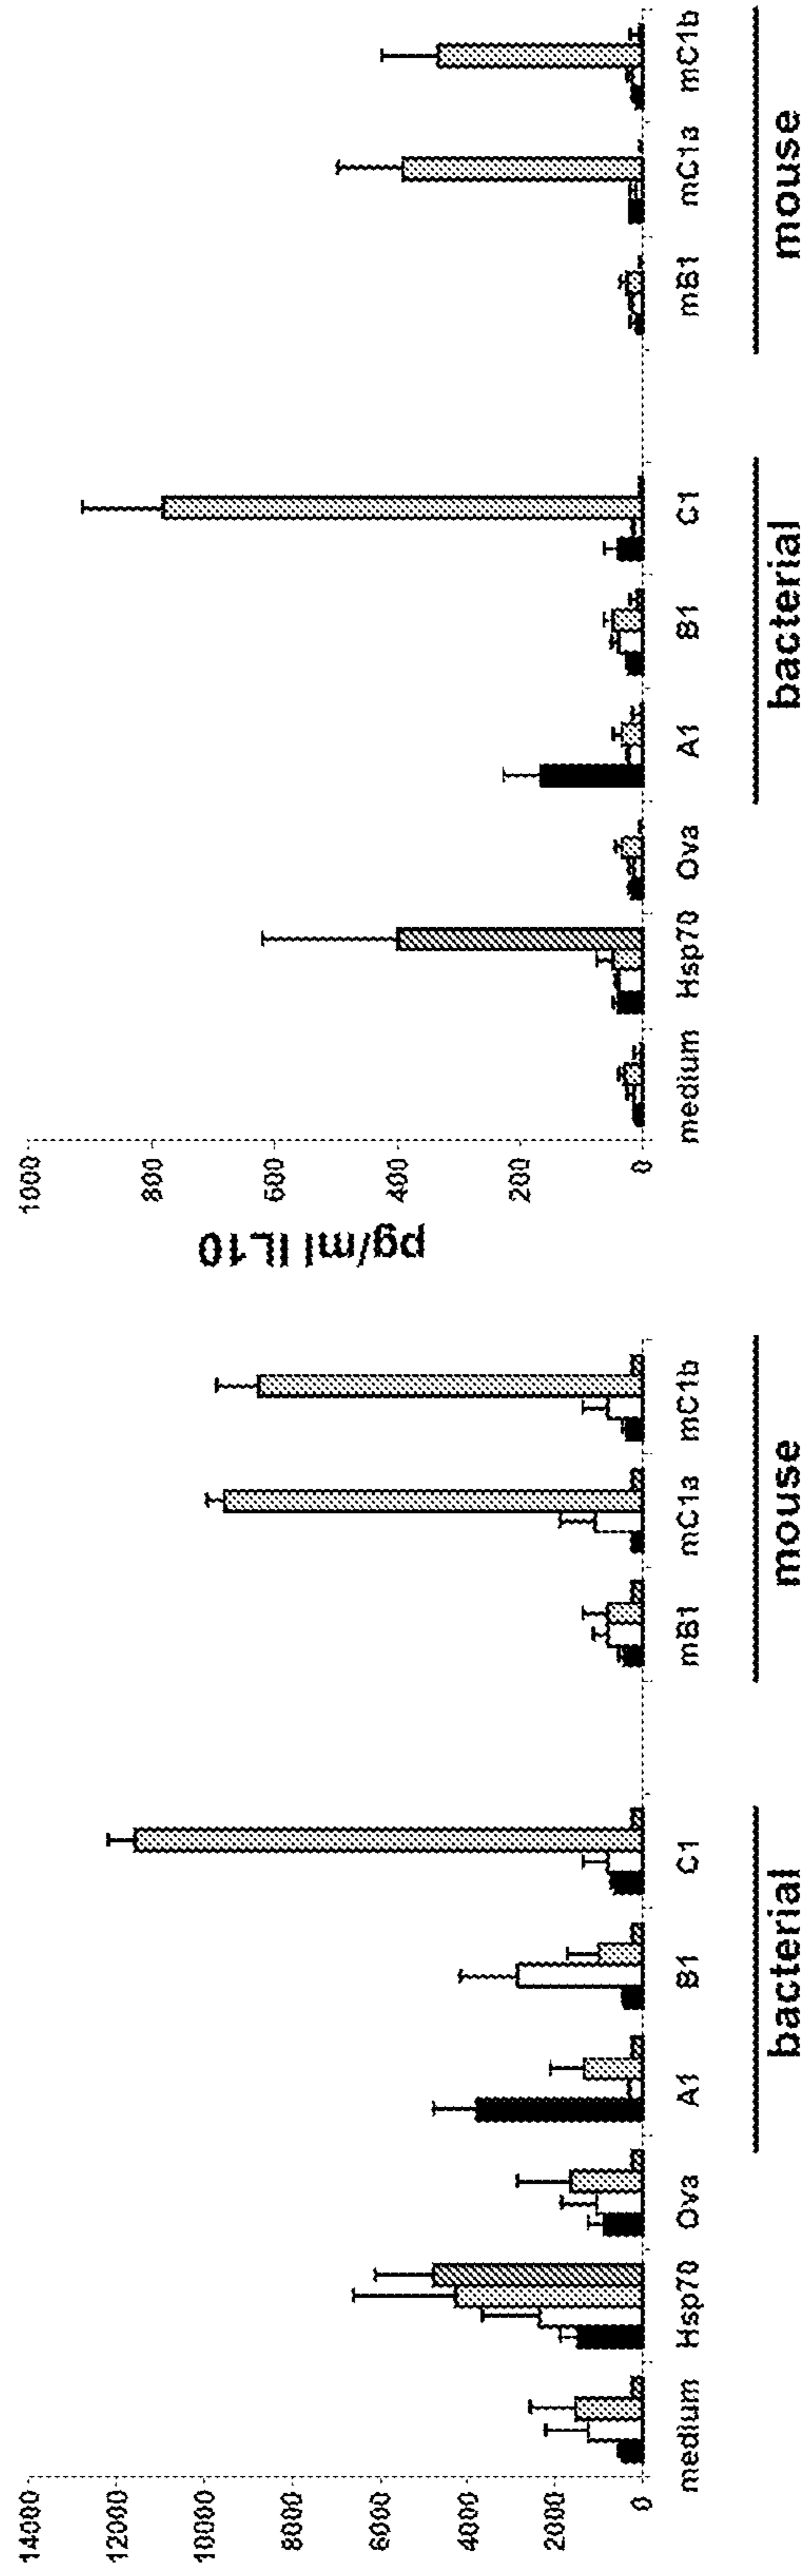 14000
12000
10000
8000
6000
4000
2000
0
medium Hsp70 Ova A1 B1 C1 mB1 mC1a mC1b
bacterial mouse
pg/ml IL10
1000
800
600
400
200
0
medium Hsp70 Ova A1 B1 C1 mB1 mC1a mC1b
bacterial mouse